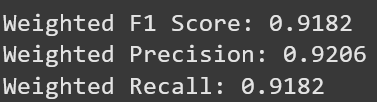 Weighted F1 Score: 0.9182
Weighted Precision: 0.9206
Weighted Recall: 0.9182